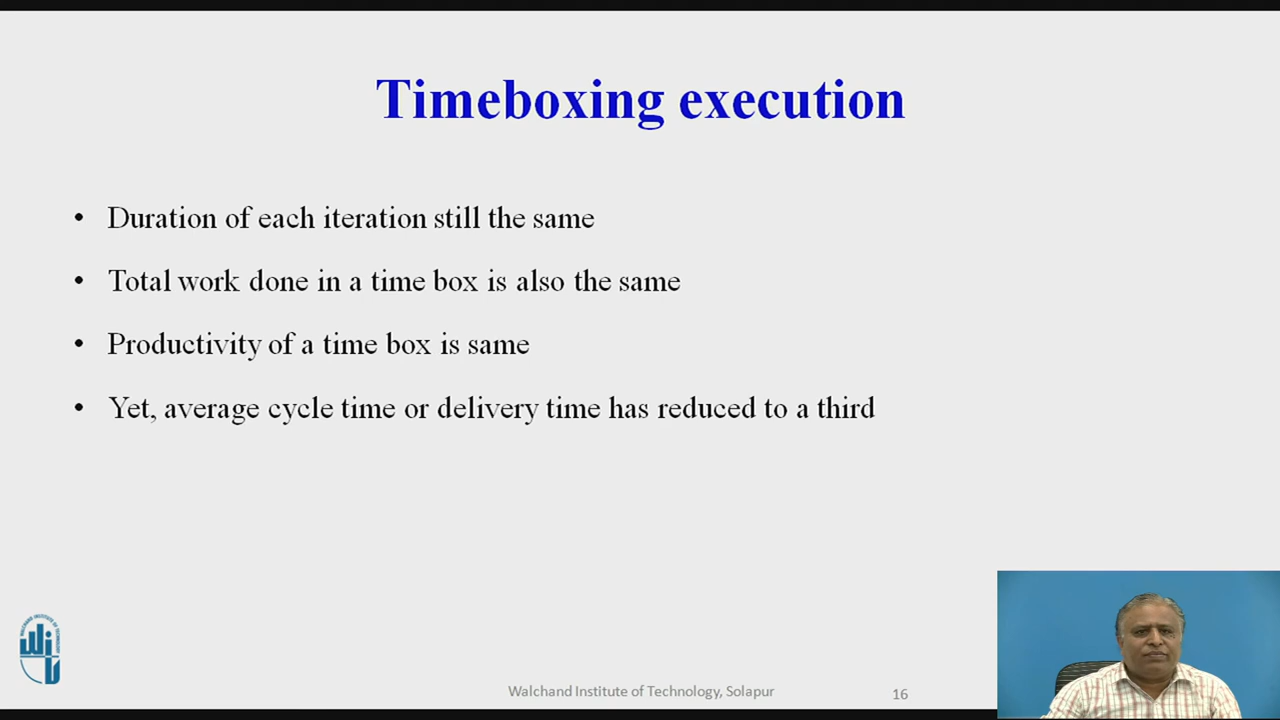 Timeboxing execution
• Duration of each iteration still the same
• Total work done in a time box is also the same
• Productivity of a time box is same
• Yet, average cycle time or delivery time has reduced to a third
Walchand Institute of Technology, Solapur
16